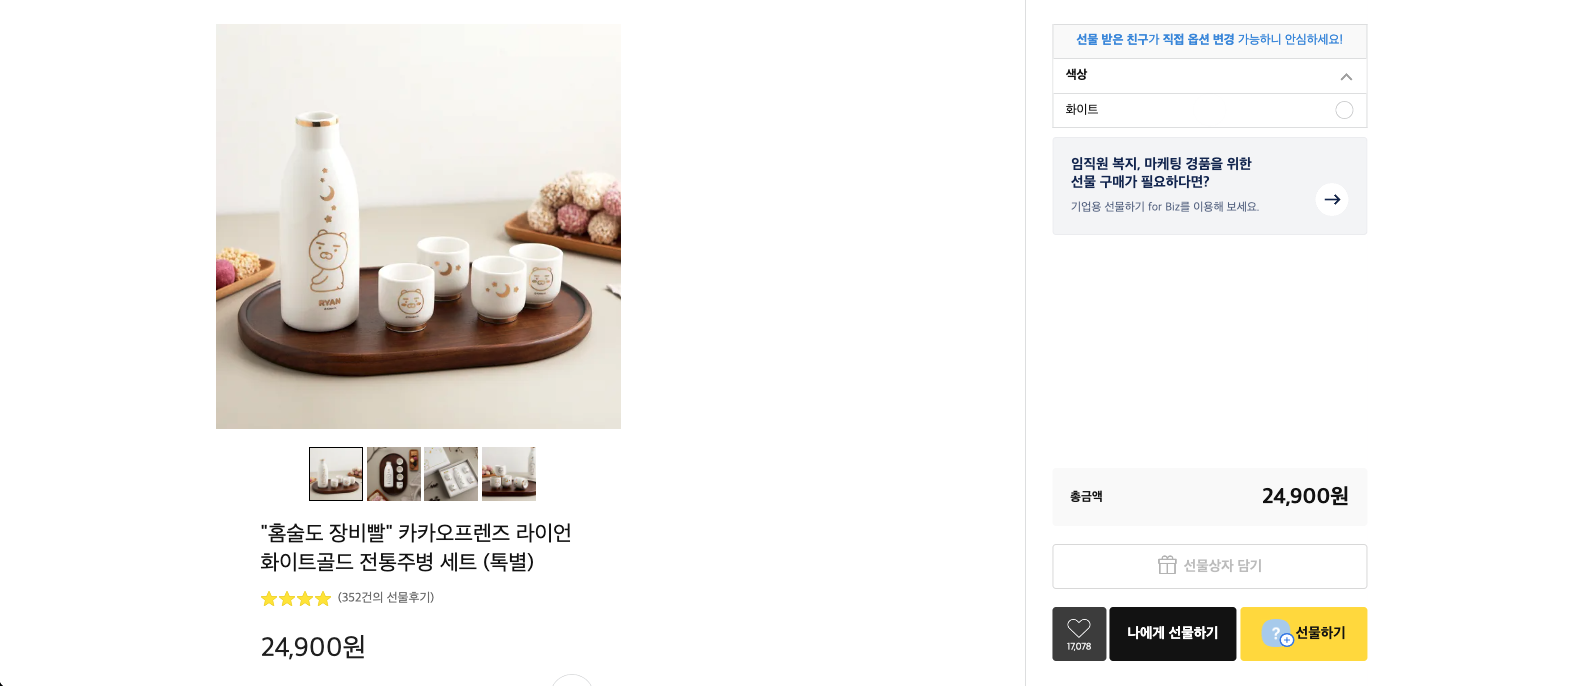 RYAN
"홈술도 장비빨" 카카오프렌즈 라이언
화이트골드 전통주병 세트 (톡별)
(352건의 선물후기)
24,900원
선물 받은 친구가 직접 옵션 변경 가능하니 안심하세요!
색상
화이트
임직원 복지, 마케팅 경품을 위한
선물 구매가 필요하다면?
기업용 선물하기 for Biz를 이용해 보세요.
총금액
24,900원
선물상자 담기
17,078
나에게 선물하기
?
선물하기